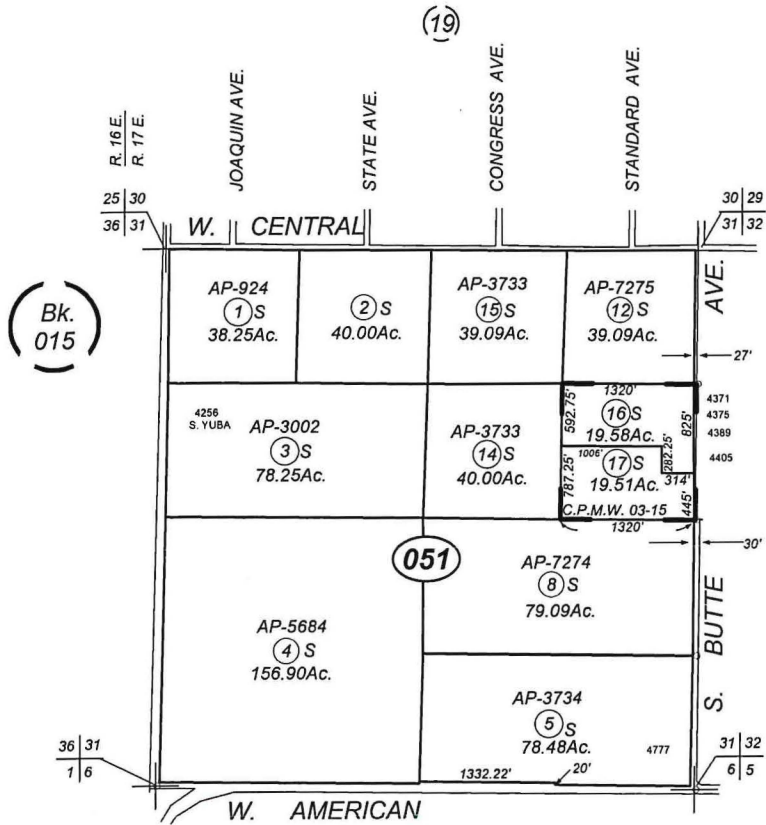 19
R. 16 E.
R. 17 E.
JOAQUIN AVE.
STATE AVE.
CONGRESS AVE.
STANDARD AVE.
25 | 30
36 | 31
30 | 29
31 | 32
W. CENTRAL
AVE.
Bk.
015
AP-924
1 S
38.25Ac.
2 S
40.00Ac.
AP-3733
15 S
39.09Ac.
AP-7275
12 S
39.09Ac.
27'
4256
S. YUBA
AP-3002
3 S
78.25Ac.
AP-3733
14 S
40.00Ac.
1320'
592.75'
16 S
19.58Ac.
825'
4371
4375
4389
4405
1006'
282.25'
314'
787.25'
17 S
19.51Ac.
445'
C.P.M.W. 03-15
1320'
30'
051
AP-7274
8 S
79.09Ac.
AP-5684
4 S
156.90Ac.
AP-3734
5 S
78.48Ac.
4777
S. BUTTE
36 | 31
1 | 6
31 | 32
6 | 5
1332.22'
20'
W. AMERICAN